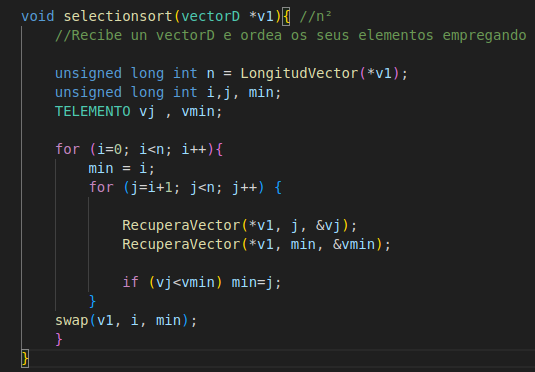 void selectionsort(vectorD *v1){ //n²
//Recibe un vectorD e ordea os seus elementos empregando
unsigned long int n = LongitudVector(*v1);
unsigned long int i,j, min;
TELEMENTO vj , vmin;
for (i=0; i<n; i++){
min = i;
for (j=i+1; j<n; j++) {
RecuperaVector(*v1, j, &vj);
RecuperaVector(*v1, min, &vmin);
if (vj<vmin) min=j;
}
swap(v1, i, min);
}
}